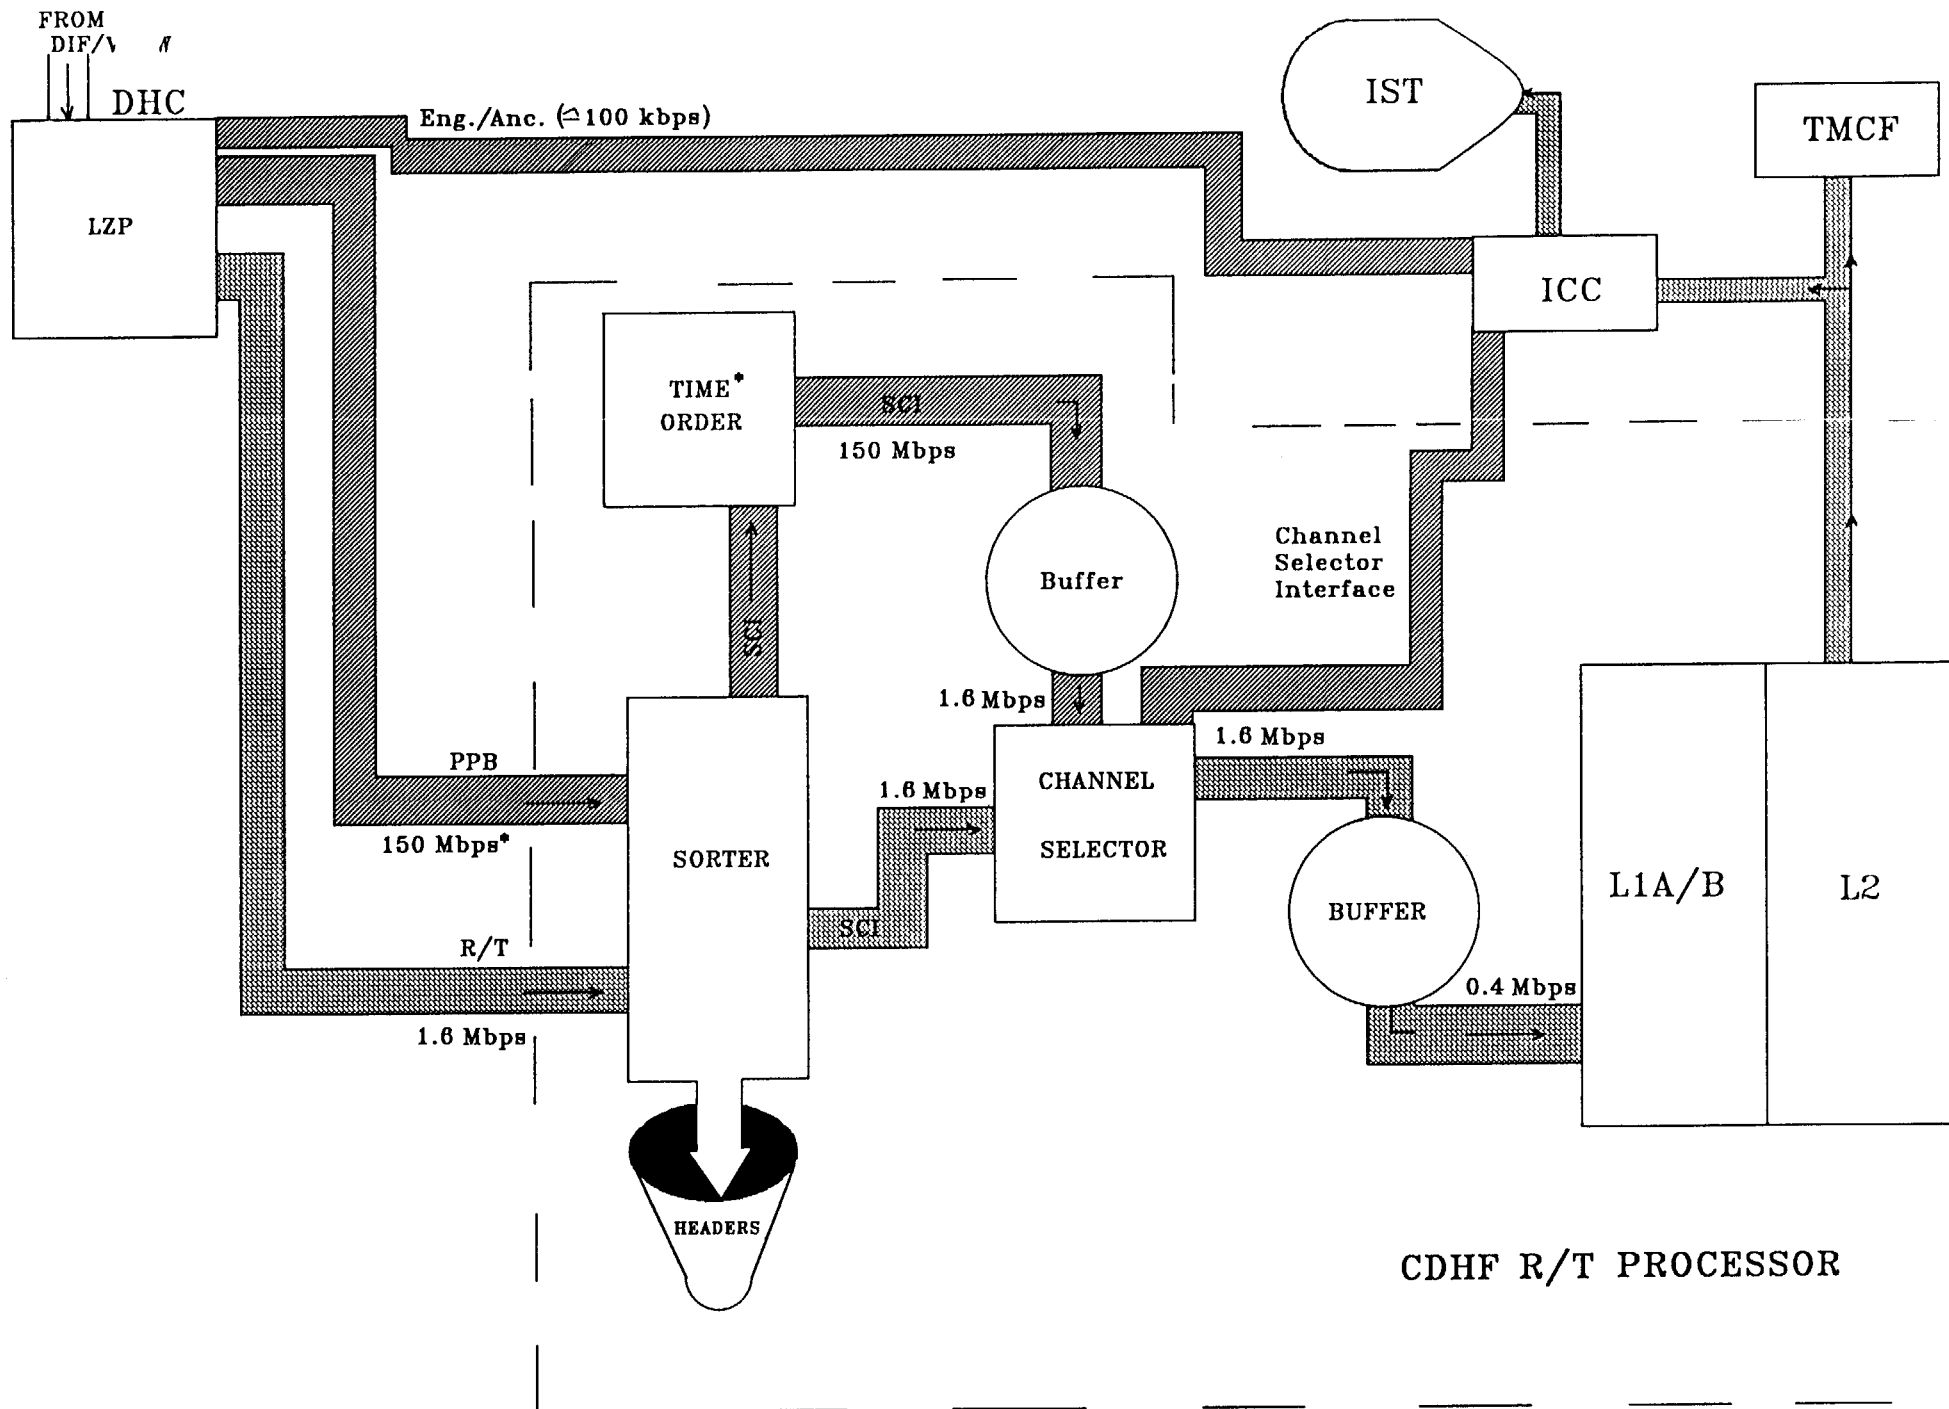 FROM
DIF/
DHC
LZP
Eng./Anc. (≃100 kbps)
IST
TMCF
ICC
TIME*
ORDER
SCI
150 Mbps
Buffer
Channel
Selector
Interface
SCI
1.6 Mbps
1.6 Mbps
PPB
150 Mbps*
1.6 Mbps
CHANNEL
SELECTOR
SORTER
SCI
BUFFER
L1A/B
L2
R/T
1.6 Mbps
0.4 Mbps
HEADERS
CDHF R/T PROCESSOR